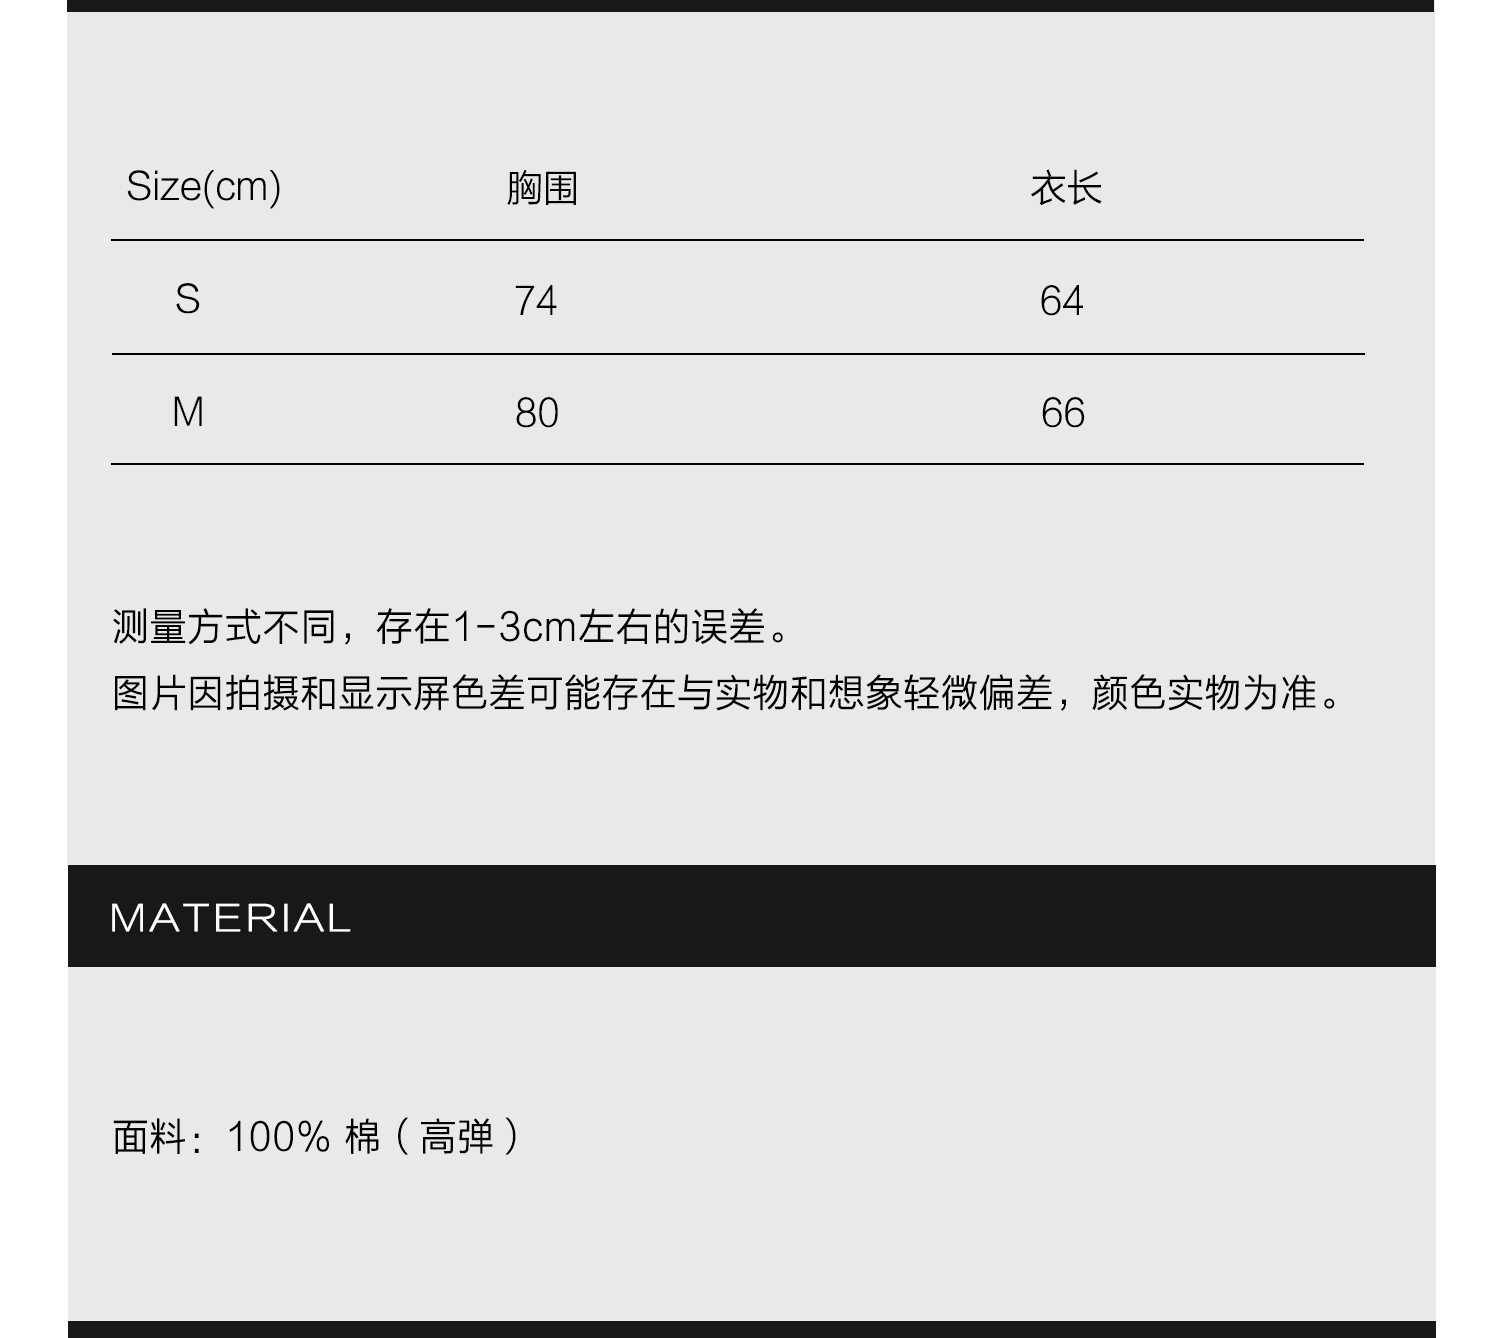 Size(cm) 胸围 衣长
S 74 64
M 80 66
测量方式不同，存在1-3cm左右的误差。
图片因拍摄和显示屏色差可能存在与实物和想象轻微偏差，颜色实物为准。
MATERIAL
面料：100% 棉（高弹）